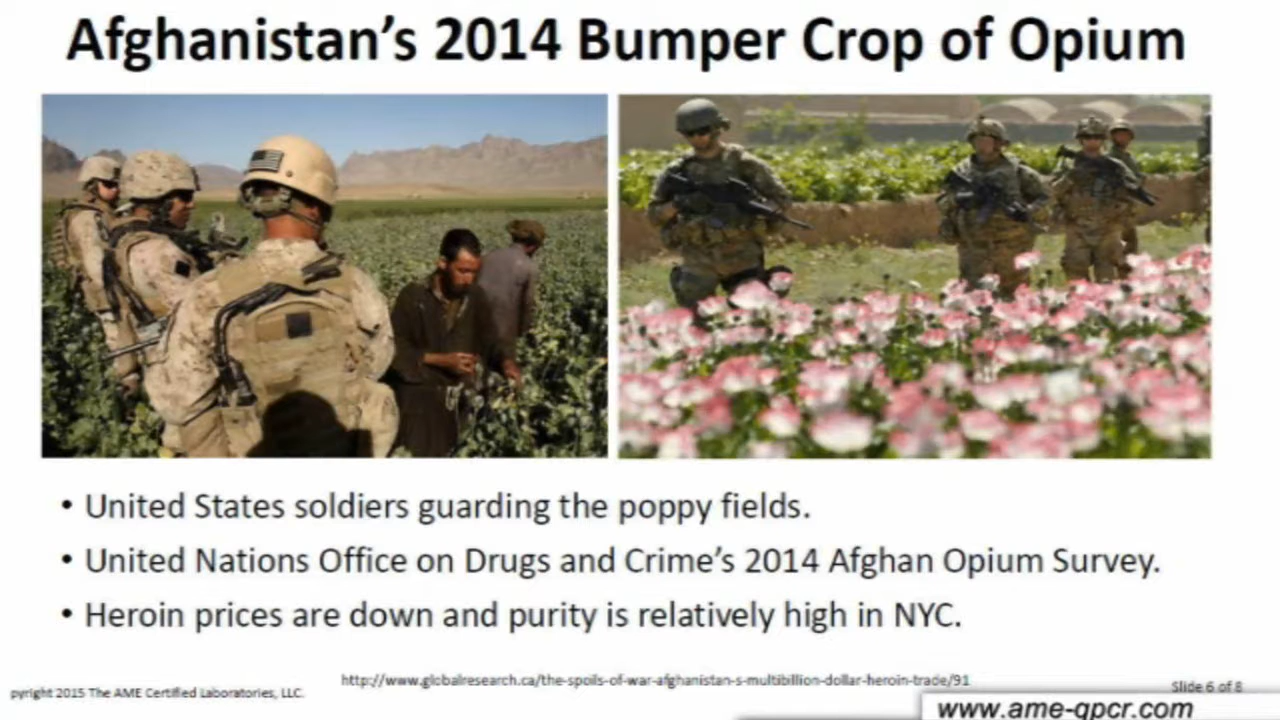 Afghanistan's 2014 Bumper Crop of Opium
• United States soldiers guarding the poppy fields.
• United Nations Office on Drugs and Crime's 2014 Afghan Opium Survey.
• Heroin prices are down and purity is relatively high in NYC.
http://www.globalresearch.ca/the-spoils-of-war-afghanistan-s-multibillion-dollar-heroin-trade/91
pyright 2015 The AME Certified Laboratories, LLC.
Slide 6 of 8
www.ame-qpcr.com